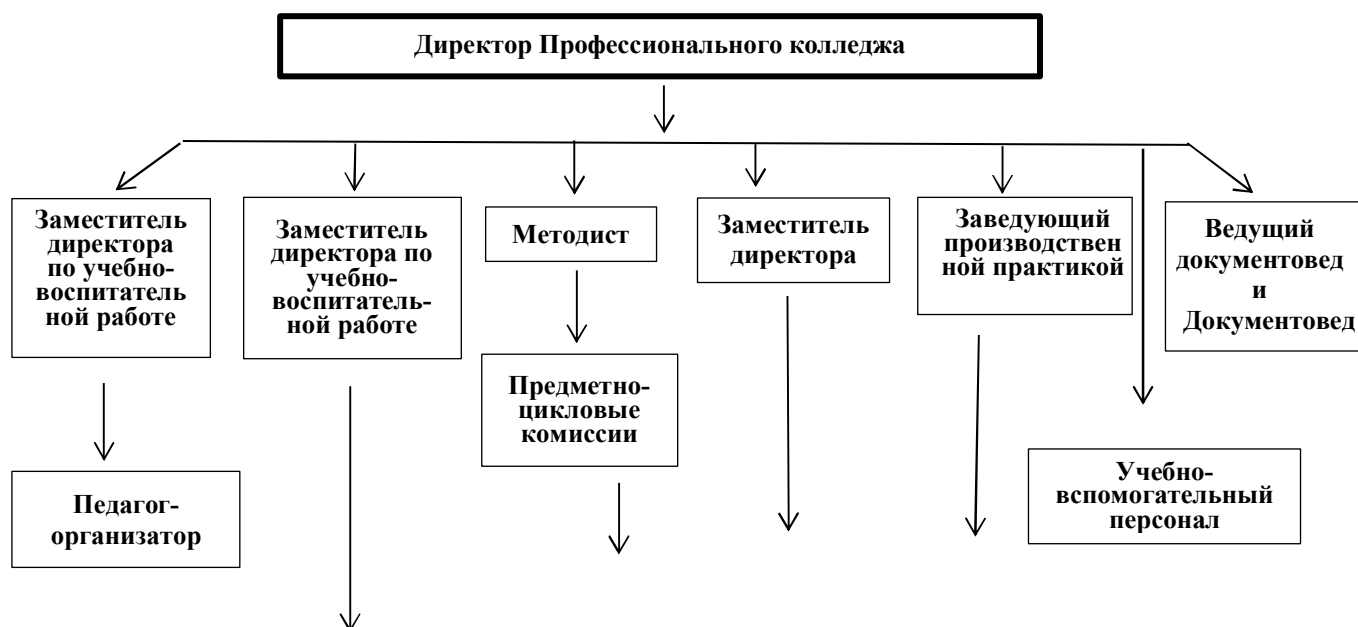 Директор Профессионального колледжа
Заместитель
директора
по учебно-
воспитатель
ной работе
Заместитель
директора по
учебно-
воспитатель-
ной работе
Методист
Заместитель
директора
Заведующий
производствен
ной практикой
Ведущий
документовед
и
Документовед
Предметно-
цикловые
комиссии
Педагог-
организатор
Учебно-
вспомогательный
персонал